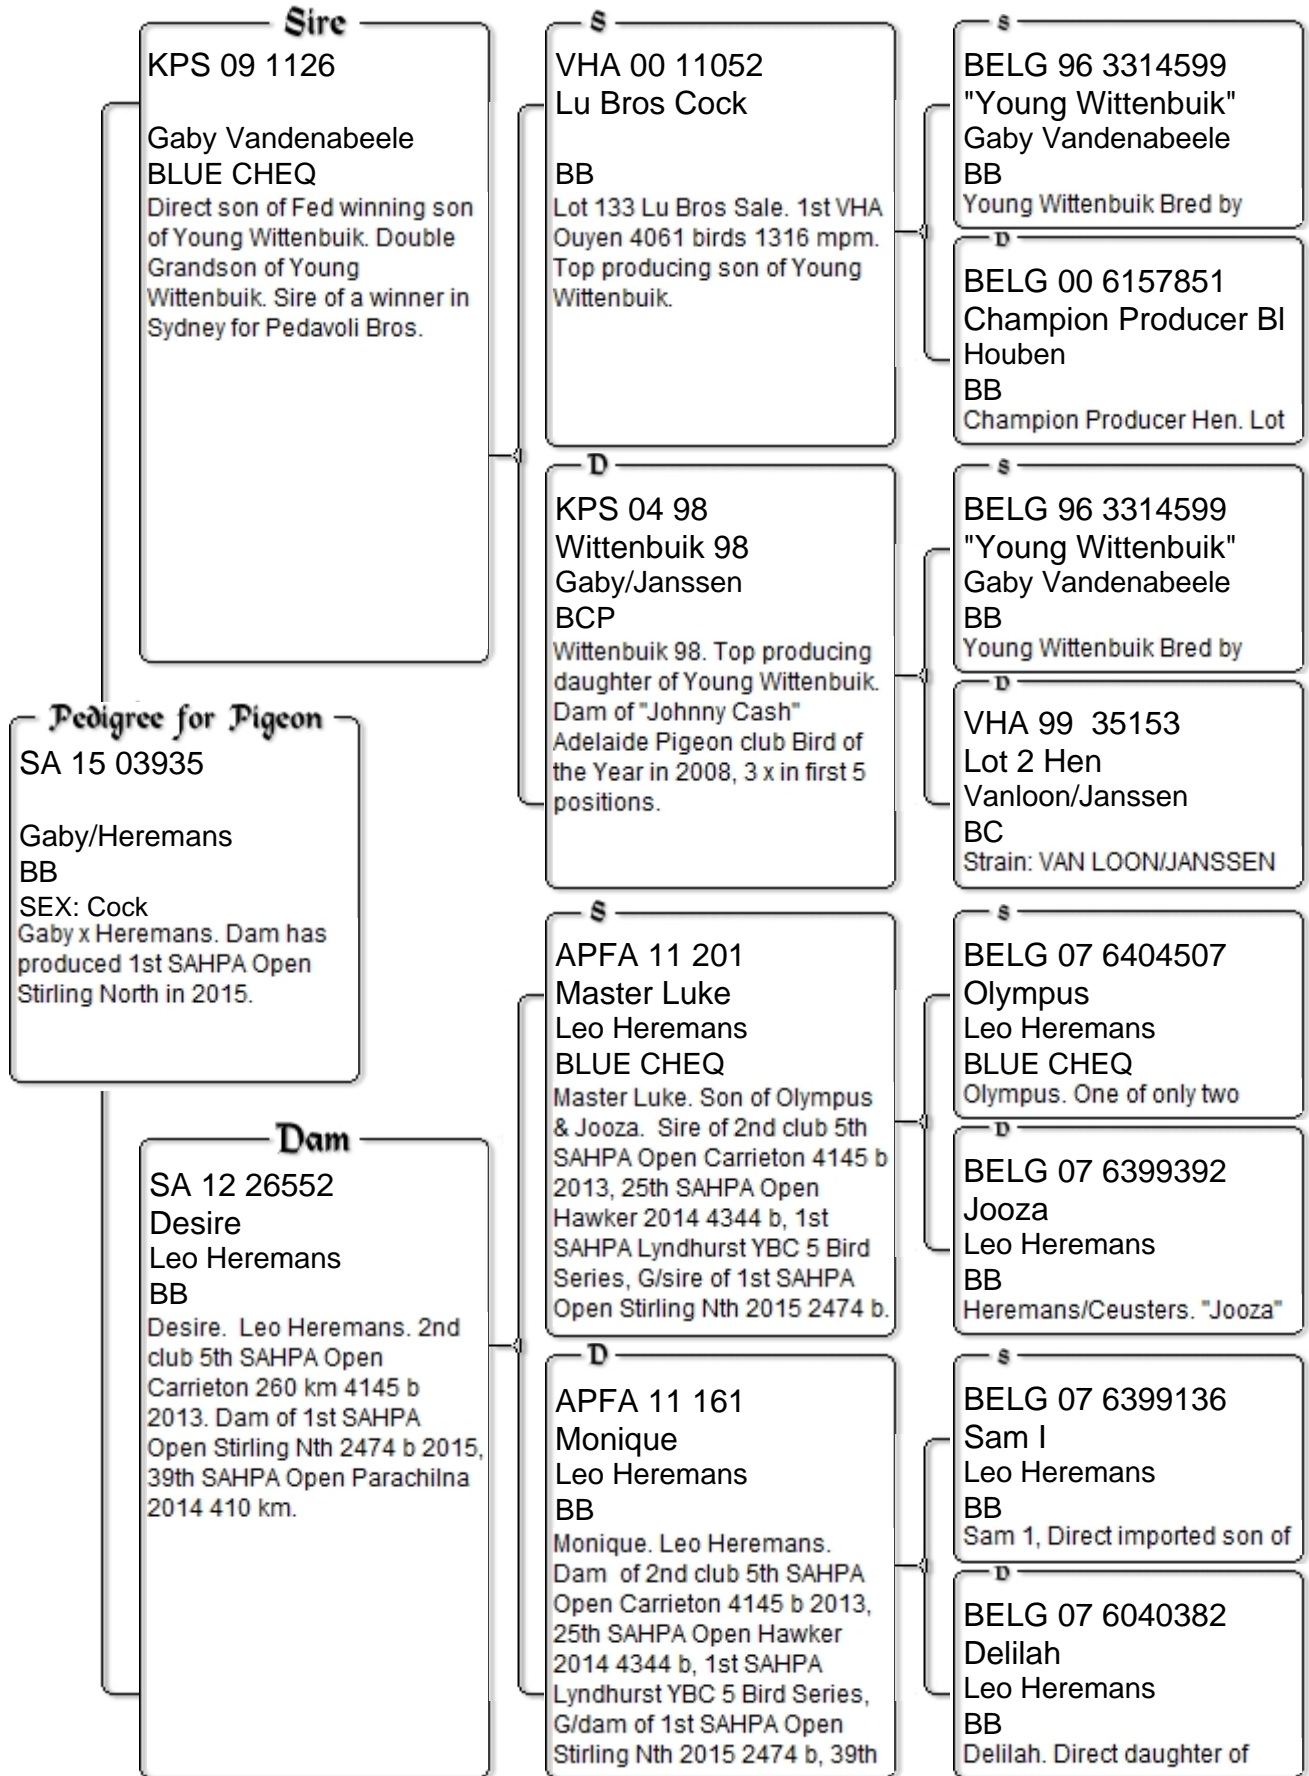 Sire
KPS 09 1126
Gaby Vandenabeele
BLUE CHEQ
Direct son of Fed winning son
of Young Wittenbuik. Double
Grandson of Young
Wittenbuik. Sire of a winner in
Sydney for Pedavoli Bros.
S
VHA 00 11052
Lu Bros Cock
BB
Lot 133 Lu Bros Sale. 1st VHA
Ouyen 4061 birds 1316 mpm.
Top producing son of Young
Wittenbuik.
S
BELG 96 3314599
"Young Wittenbuik"
Gaby Vandenabeele
BB
Young Wittenbuik Bred by
D
BELG 00 6157851
Champion Producer Bl
Houben
BB
Champion Producer Hen. Lot
D
KPS 04 98
Wittenbuik 98
Gaby/Janssen
BCP
Wittenbuik 98. Top producing
daughter of Young Wittenbuik.
Dam of "Johnny Cash"
Adelaide Pigeon club Bird of
the Year in 2008, 3 x in first 5
positions.
S
BELG 96 3314599
"Young Wittenbuik"
Gaby Vandenabeele
BB
Young Wittenbuik Bred by
D
VHA 99  35153
Lot 2 Hen
Vanloon/Janssen
BC
Strain: VAN LOON/JANSSEN
Pedigree for Pigeon
SA 15 03935
Gaby/Heremans
BB
SEX: Cock
Gaby x Heremans. Dam has
produced 1st SAHPA Open
Stirling North in 2015.
Dam
SA 12 26552
Desire
Leo Heremans
BB
Desire.  Leo Heremans. 2nd
club 5th SAHPA Open
Carrieton 260 km 4145 b
2013. Dam of 1st SAHPA
Open Stirling Nth 2474 b 2015,
39th SAHPA Open Parachilna
2014 410 km.
S
APFA 11 201
Master Luke
Leo Heremans
BLUE CHEQ
Master Luke. Son of Olympus
& Jooza.  Sire of 2nd club 5th
SAHPA Open Carrieton 4145 b
2013, 25th SAHPA Open
Hawker 2014 4344 b, 1st
SAHPA Lyndhurst YBC 5 Bird
Series, G/sire of 1st SAHPA
Open Stirling Nth 2015 2474 b.
S
BELG 07 6404507
Olympus
Leo Heremans
BLUE CHEQ
Olympus. One of only two
D
BELG 07 6399392
Jooza
Leo Heremans
BB
Heremans/Ceusters. "Jooza"
D
APFA 11 161
Monique
Leo Heremans
BB
Monique. Leo Heremans.
Dam  of 2nd club 5th SAHPA
Open Carrieton 4145 b 2013,
25th SAHPA Open Hawker
2014 4344 b, 1st SAHPA
Lyndhurst YBC 5 Bird Series,
G/dam of 1st SAHPA Open
Stirling Nth 2015 2474 b, 39th
S
BELG 07 6399136
Sam I
Leo Heremans
BB
Sam 1, Direct imported son of
D
BELG 07 6040382
Delilah
Leo Heremans
BB
Delilah. Direct daughter of